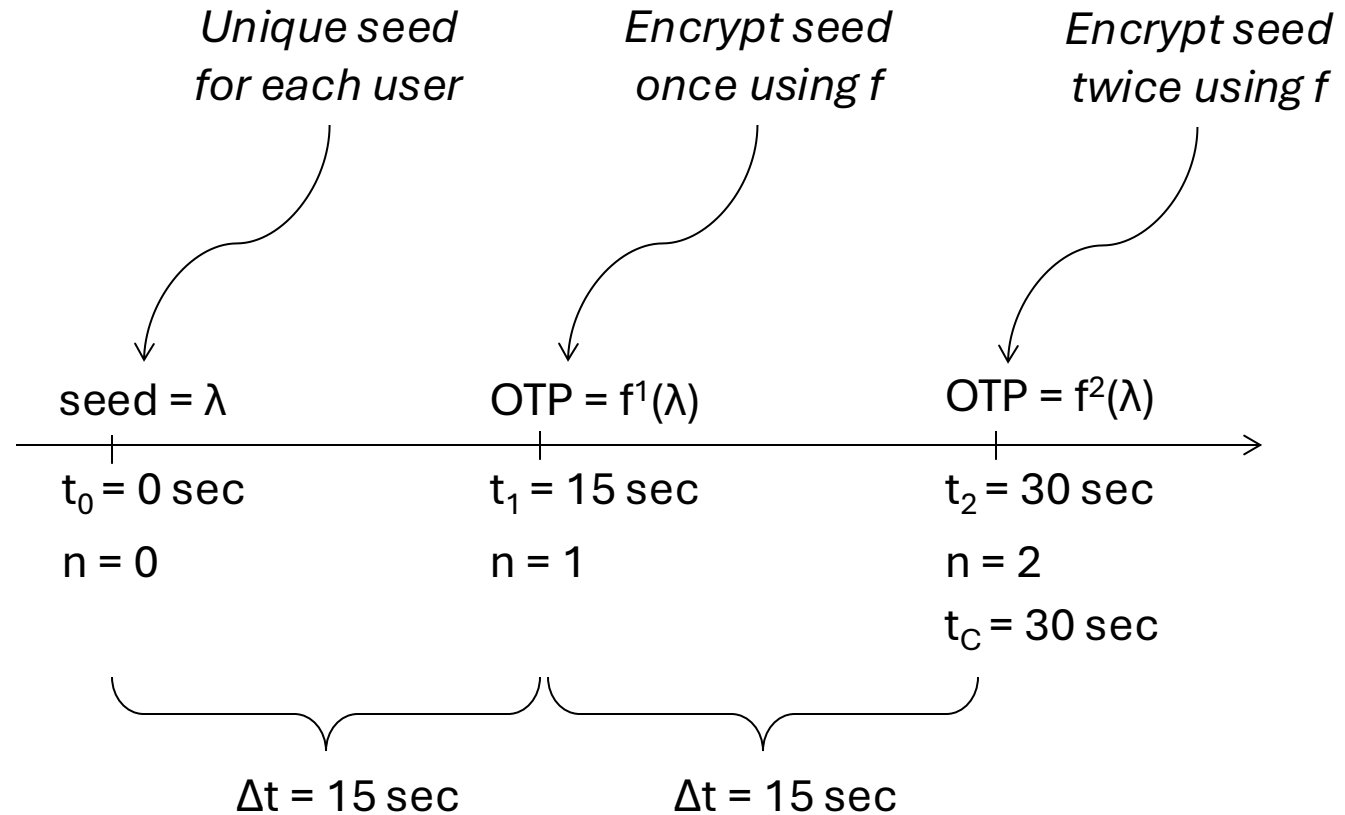 Unique seed
for each user
Encrypt seed
once using f
Encrypt seed
twice using f
seed = λ
OTP = f¹(λ)
OTP = f²(λ)
t₀ = 0 sec
t₁ = 15 sec
t₂ = 30 sec
n = 0
n = 1
n = 2
t_C = 30 sec
Δt = 15 sec
Δt = 15 sec